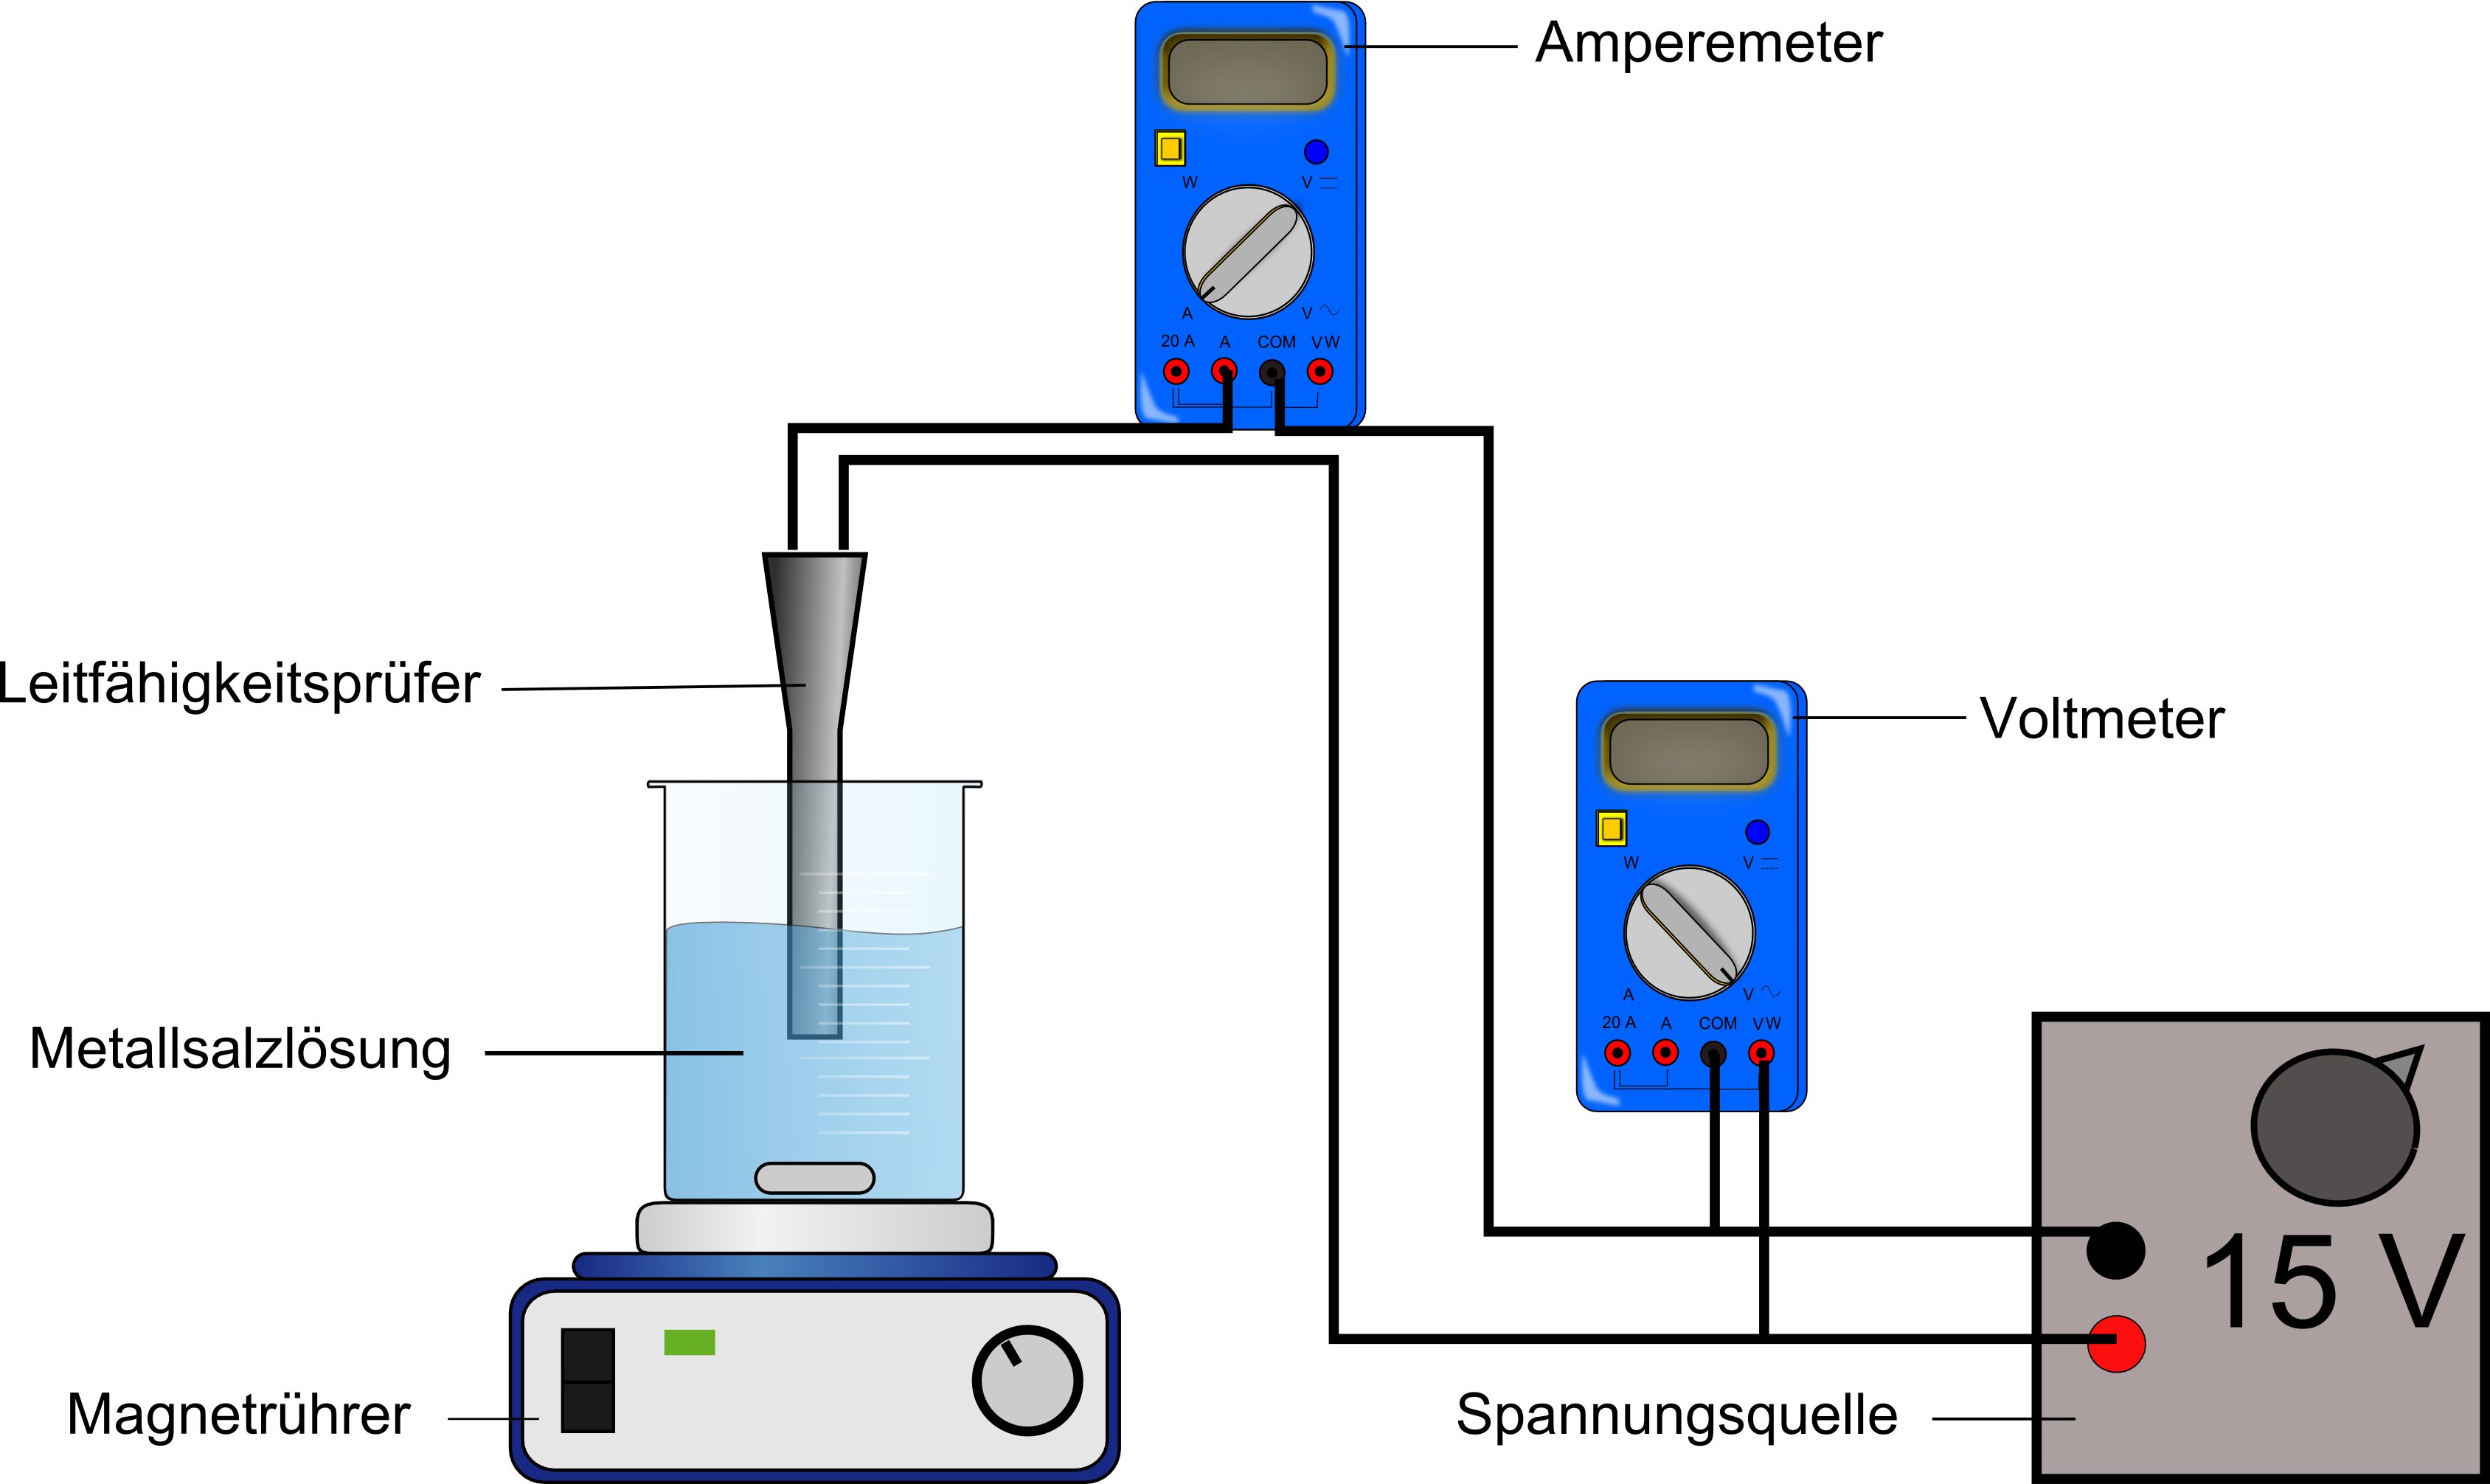 Amperemeter
W V
A V
20 A A COM VW
Leitfähigkeitsprüfer
Voltmeter
W V
A V
20 A A COM VW
Metallsalzlösung
15 V
Magnetrührer
Spannungsquelle